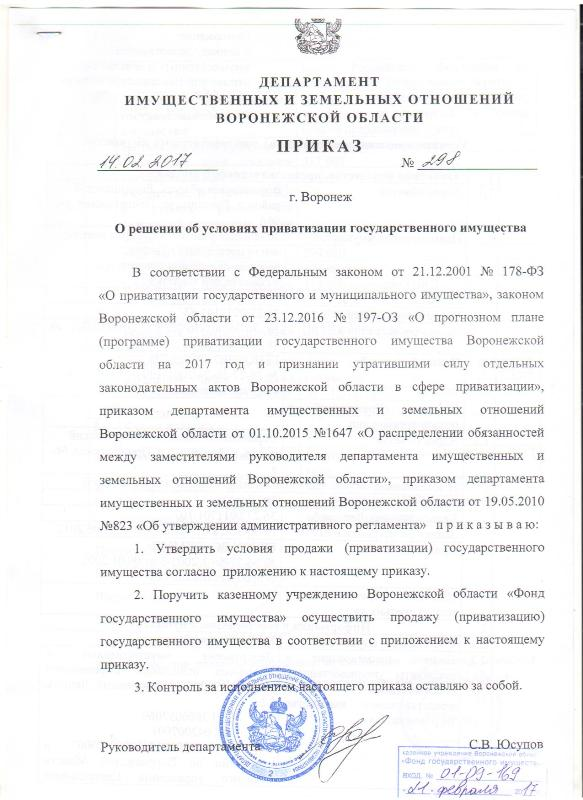 ДЕПАРТАМЕНТ
ИМУЩЕСТВЕННЫХ И ЗЕМЕЛЬНЫХ ОТНОШЕНИЙ
ВОРОНЕЖСКОЙ ОБЛАСТИ
ПРИКАЗ
14.02.2017 № 298
г. Воронеж
О решении об условиях приватизации государственного имущества
В соответствии с Федеральным законом от 21.12.2001 № 178-ФЗ
«О приватизации государственного и муниципального имущества», законом
Воронежской области от 23.12.2016 № 197-ОЗ «О прогнозном плане
(программе) приватизации государственного имущества Воронежской
области на 2017 год и признании утратившими силу отдельных
законодательных актов Воронежской области в сфере приватизации»,
приказом департамента имущественных и земельных отношений
Воронежской области от 01.10.2015 №1647 «О распределении обязанностей
между заместителями руководителя департамента имущественных и
земельных отношений Воронежской области», приказом департамента
имущественных и земельных отношений Воронежской области от 19.05.2010
№823 «Об утверждении административного регламента» п р и к а з ы в а ю:
1. Утвердить условия продажи (приватизации) государственного
имущества согласно приложению к настоящему приказу.
2. Поручить казенному учреждению Воронежской области «Фонд
государственного имущества» осуществить продажу (приватизацию)
государственного имущества в соответствии с приложением к настоящему
приказу.
3. Контроль за исполнением настоящего приказа оставляю за собой.
Руководитель департамента С.В. Юсупов
казенное учреждение Воронежской области
«Фонд государственного имущества»
ВХОД. № 01-09-169
«21» февраля 2017
2